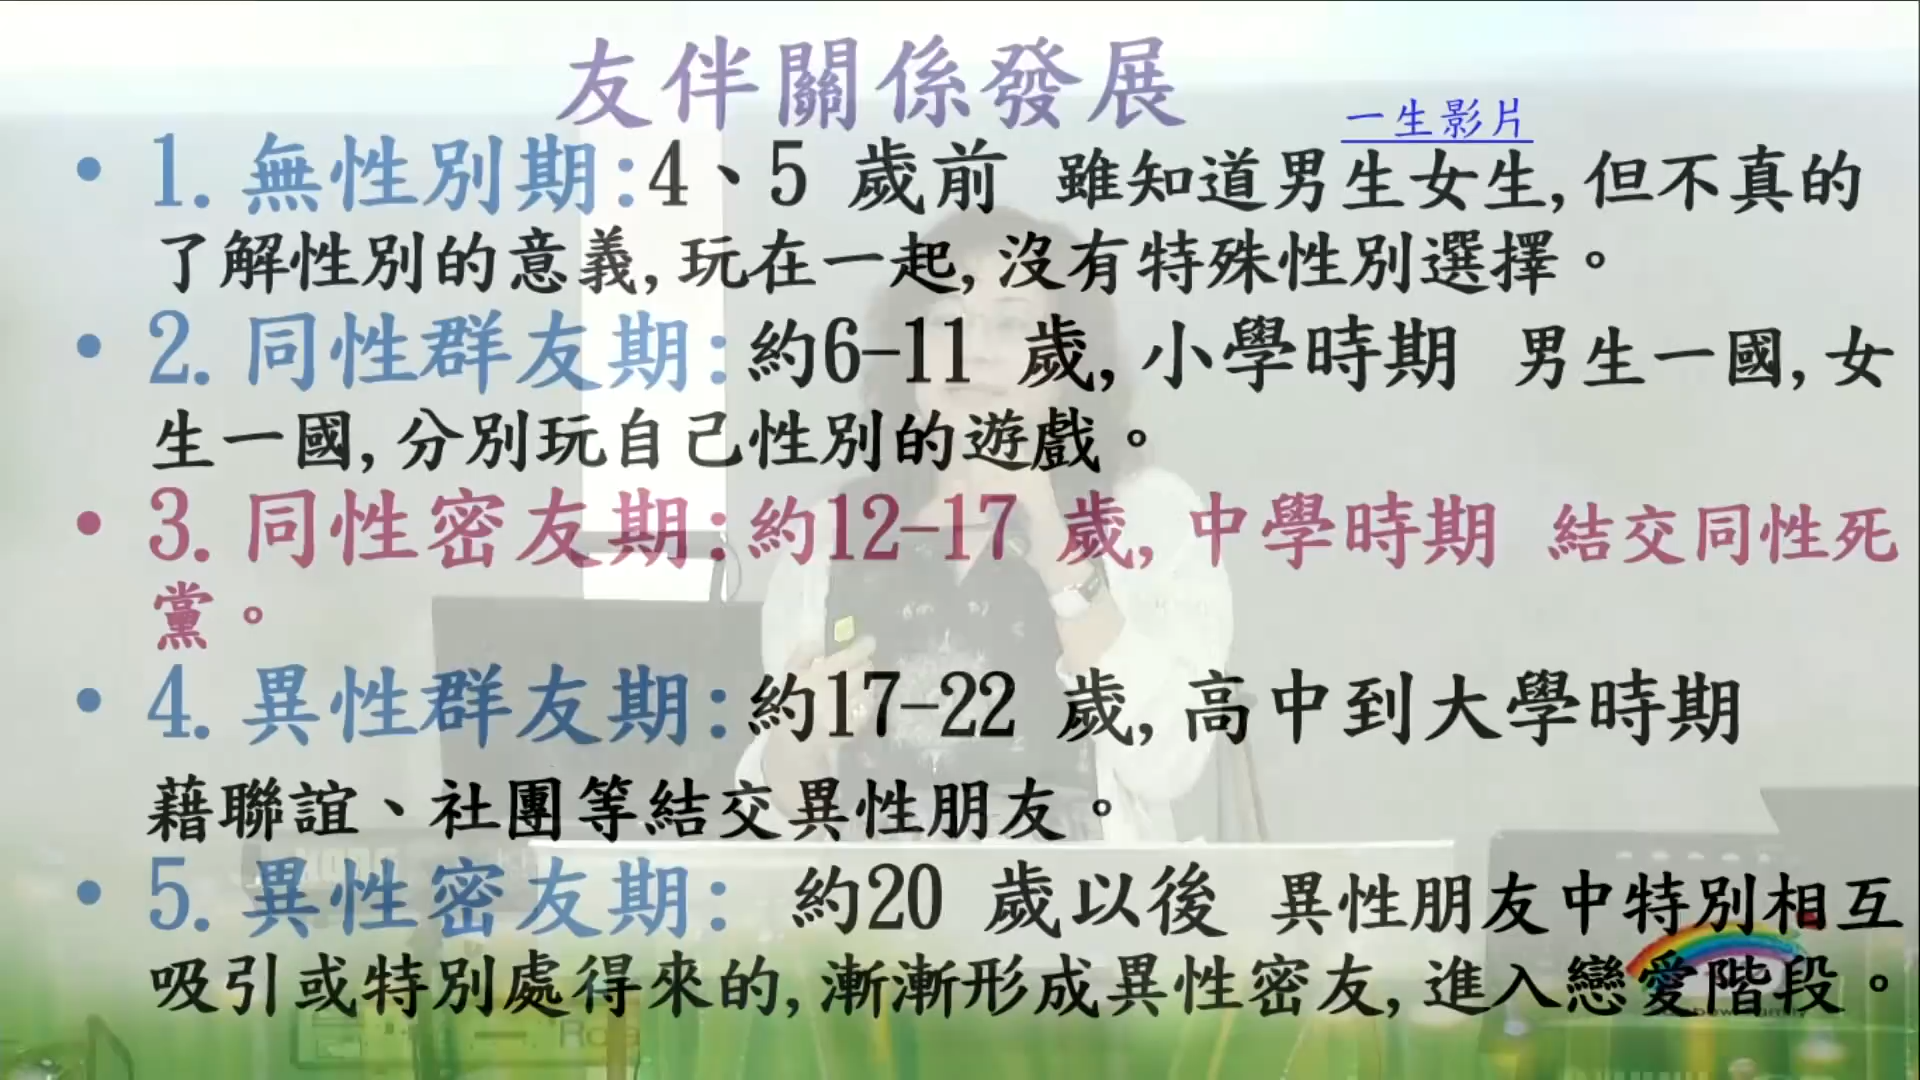 友伴關係發展
一生影片
• 1.無性別期:4、5 歲前 雖知道男生女生,但不真的
了解性別的意義,玩在一起,沒有特殊性別選擇。
• 2.同性群友期:約6-11 歲,小學時期 男生一國,女
生一國,分別玩自己性別的遊戲。
• 3.同性密友期:約12-17 歲,中學時期 結交同性死
黨。
• 4.異性群友期:約17-22 歲,高中到大學時期
藉聯誼、社團等結交異性朋友。
• 5.異性密友期: 約20 歲以後 異性朋友中特別相互
吸引或特別處得來的,漸漸形成異性密友,進入戀愛階段。